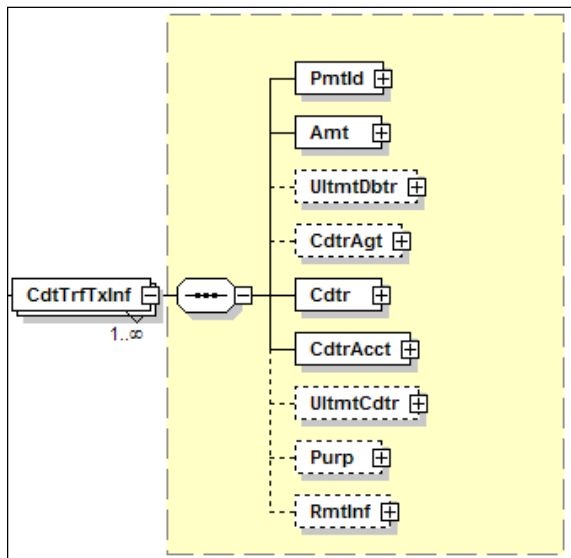 PmtId
Amt
UltmtDbtr
CdtrAgt
CdtTrfTxInf
1..∞
Cdtr
CdtrAcct
UltmtCdtr
Purp
RmtInf